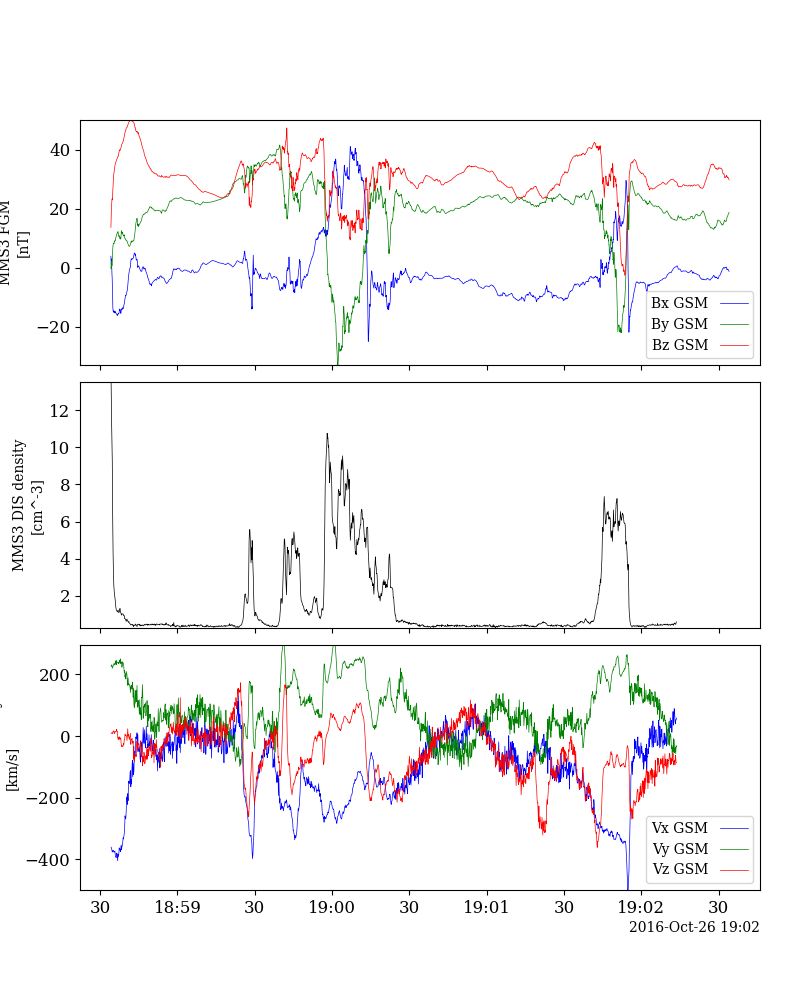 40
20
0
−20
MMS3 FGM
[nT]
Bx GSM
By GSM
Bz GSM
12
10
8
6
4
2
MMS3 DIS density
[cm^-3]
200
0
−200
−400
[km/s]
Vx GSM
Vy GSM
Vz GSM
30 18:59 30 19:00 30 19:01 30 19:02 30
2016-Oct-26 19:02